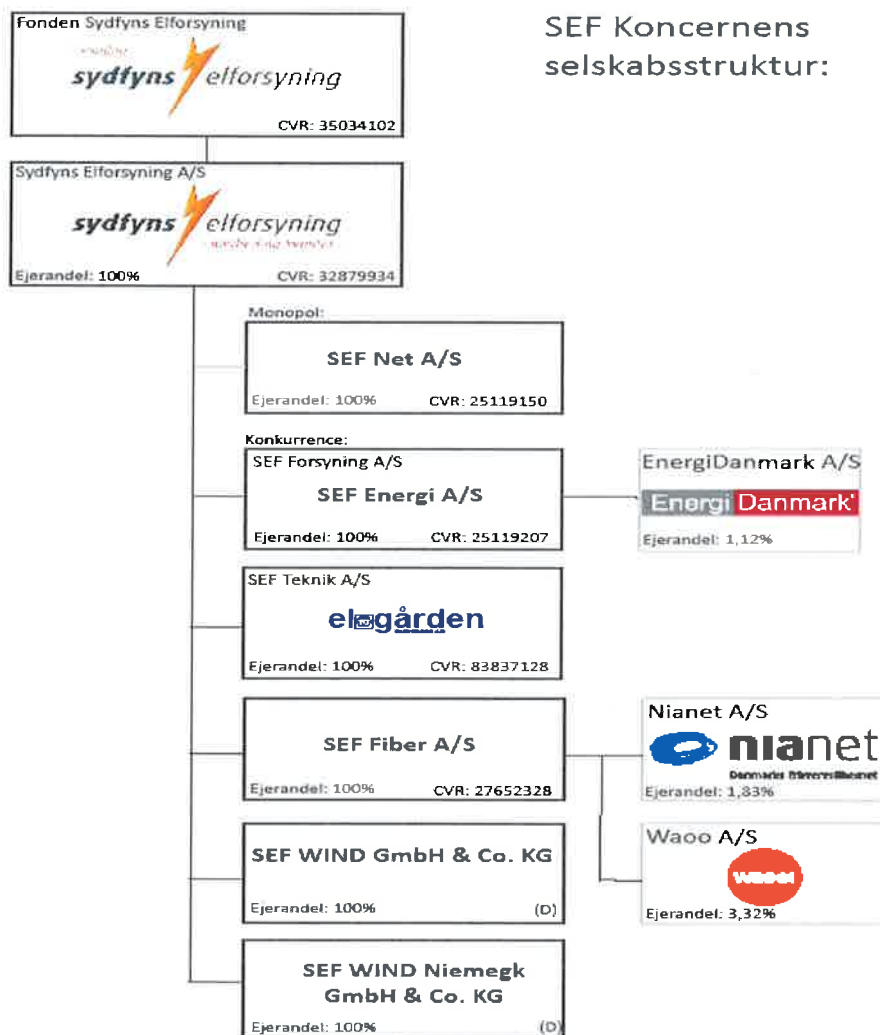 SEF Koncernens
selskabsstruktur:
Fonden Sydfyns Elforsyning
sydfyns elforsyning
CVR: 35034102
Sydfyns Elforsyning A/S
sydfyns elforsyning
Ejerandel: 100% CVR: 32879934
Monopol:
SEF Net A/S
Ejerandel: 100% CVR: 25119150
Konkurrence:
SEF Forsyning A/S
SEF Energi A/S
Ejerandel: 100% CVR: 25119207
EnergiDanmark A/S
Energi Danmark
Ejerandel: 1,12%
SEF Teknik A/S
elgården
Ejerandel: 100% CVR: 83837128
SEF Fiber A/S
Ejerandel: 100% CVR: 27652328
Nianet A/S
nianet
Ejerandel: 1,83%
Waoo A/S
Ejerandel: 3,32%
SEF WIND GmbH & Co. KG
Ejerandel: 100% (D)
SEF WIND Niemegk
GmbH & Co. KG
Ejerandel: 100% (D)